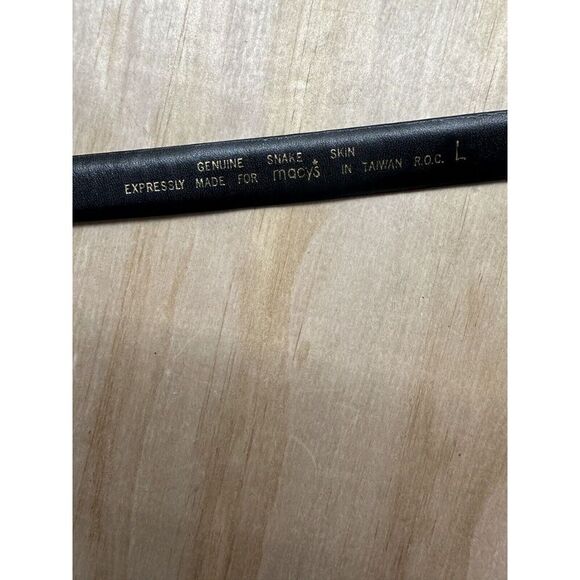 GENUINE SNAKE SKIN
EXPRESSLY MADE FOR macy's IN TAIWAN R.O.C. L